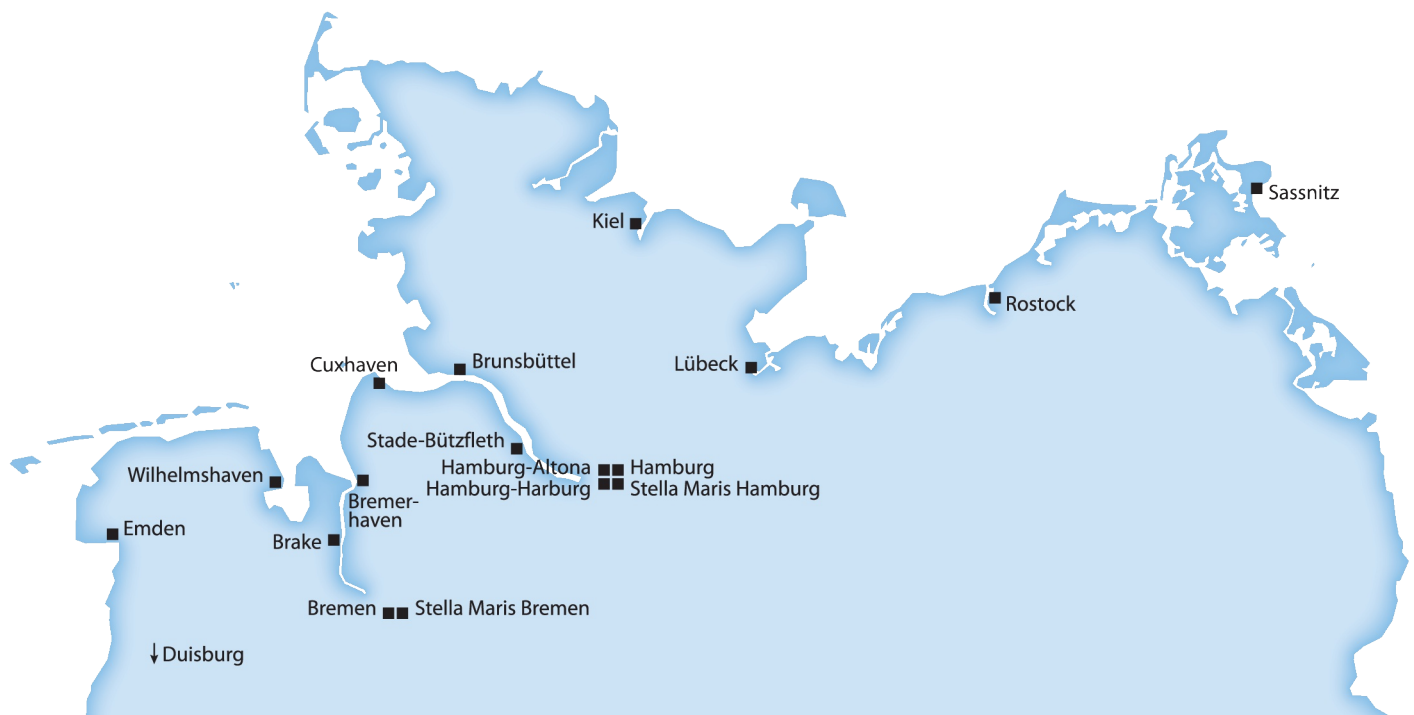 Sassnitz
Kiel
Rostock
Cuxhaven
Brunsbüttel
Lübeck
Stade-Bützfleth
Hamburg-Altona
Hamburg
Wilhelmshaven
Hamburg-Harburg
Stella Maris Hamburg
Bremer-
haven
Emden
Brake
Bremen
Stella Maris Bremen
Duisburg